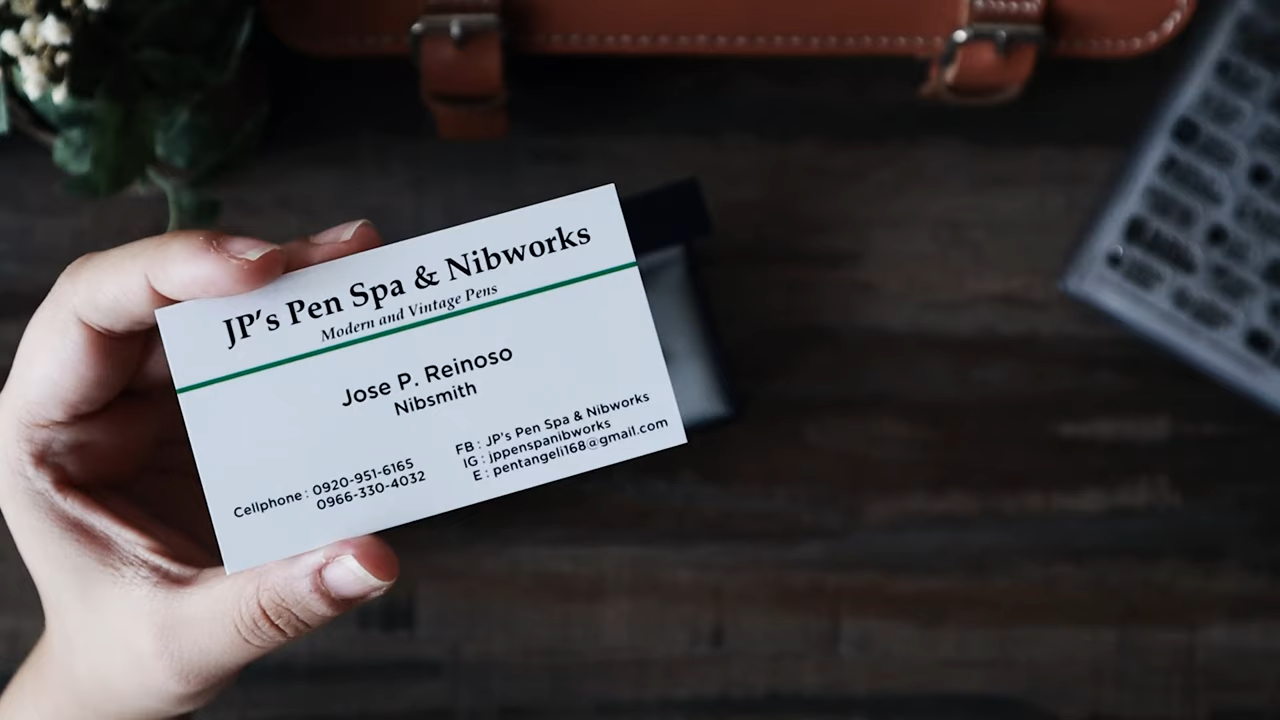 JP's Pen Spa & Nibworks
Modern and Vintage Pens
Jose P. Reinoso
Nibsmith
Cellphone : 0920-951-6165
0966-330-4032
FB : JP's Pen Spa & Nibworks
IG : jppenspanibworks
E : pentangeli168@gmail.com